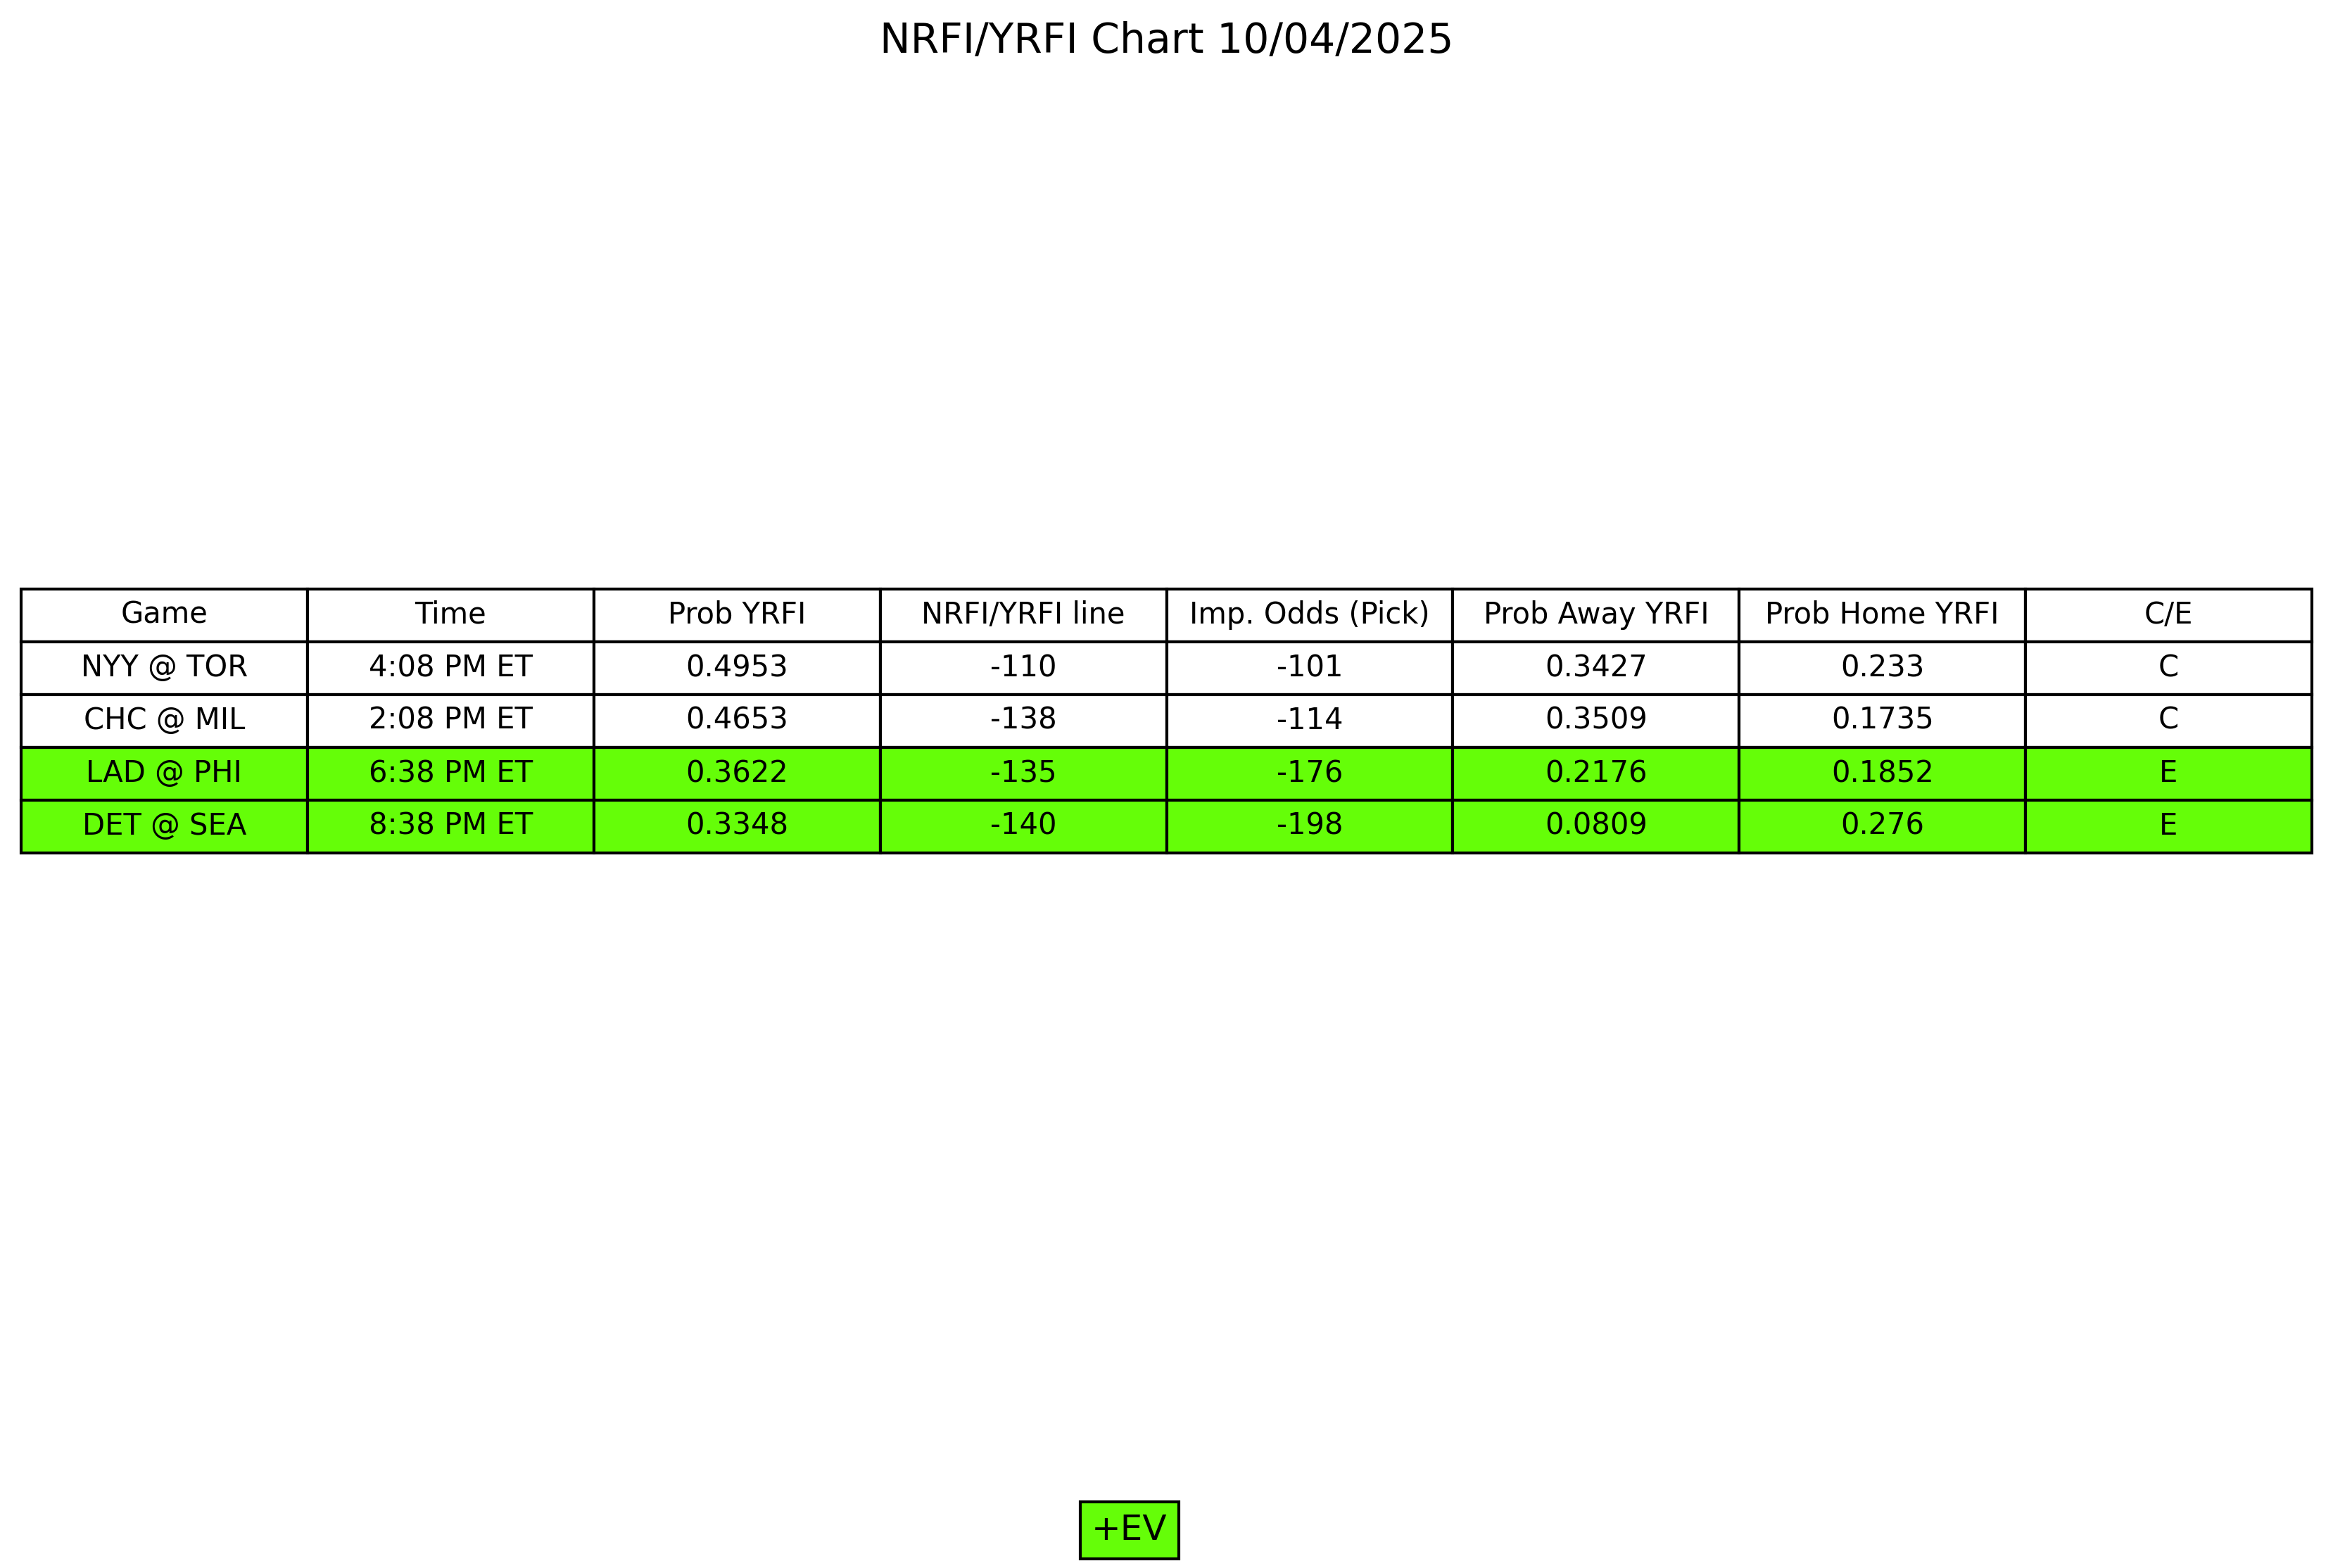 NRFI/YRFI Chart 10/04/2025
Game Time Prob YRFI NRFI/YRFI line Imp. Odds (Pick) Prob Away YRFI Prob Home YRFI C/E
NYY @ TOR 4:08 PM ET 0.4953 -110 -101 0.3427 0.233 C
CHC @ MIL 2:08 PM ET 0.4653 -138 -114 0.3509 0.1735 C
LAD @ PHI 6:38 PM ET 0.3622 -135 -176 0.2176 0.1852 E
DET @ SEA 8:38 PM ET 0.3348 -140 -198 0.0809 0.276 E
+EV